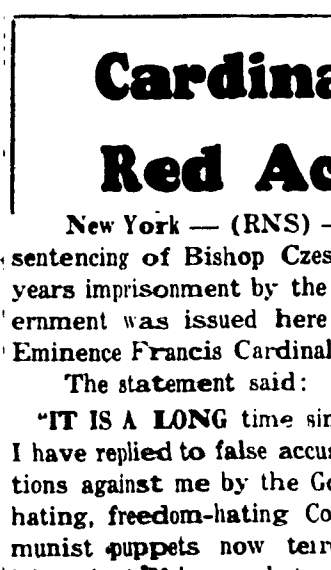 Cardina
Red Ac
New York — (RNS) –
sentencing of Bishop Czes
years imprisonment by the
ernment was issued here
Eminence Francis Cardinal
The statement said:
"IT IS A LONG time sin
I have replied to false accus
tions against me by the Go
hating, freedom-hating Co
munist puppets now terr